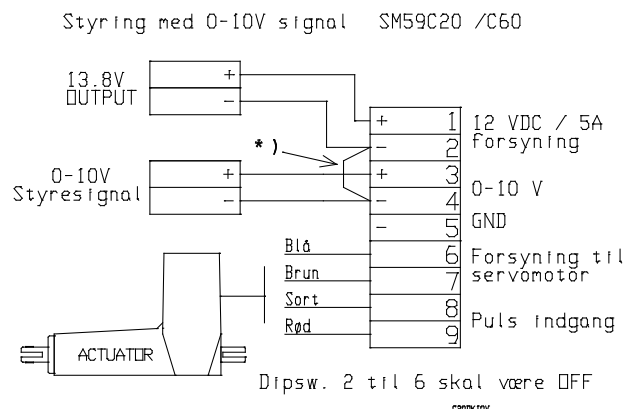 Styring med 0-10V signal SM59C20 /C60
13.8V
OUTPUT
+
-
* )
0-10V
Styresignal
+
-
+ 1 12 VDC / 5A
- 2 forsyning
+ 3
- 4 0-10 V
- 5 GND
Blå 6 Forsyning til
Brun 7 servomotor
Sort 8
Rød 9 Puls indgang
ACTUATOR
Dipsw. 2 til 6 skal være OFF